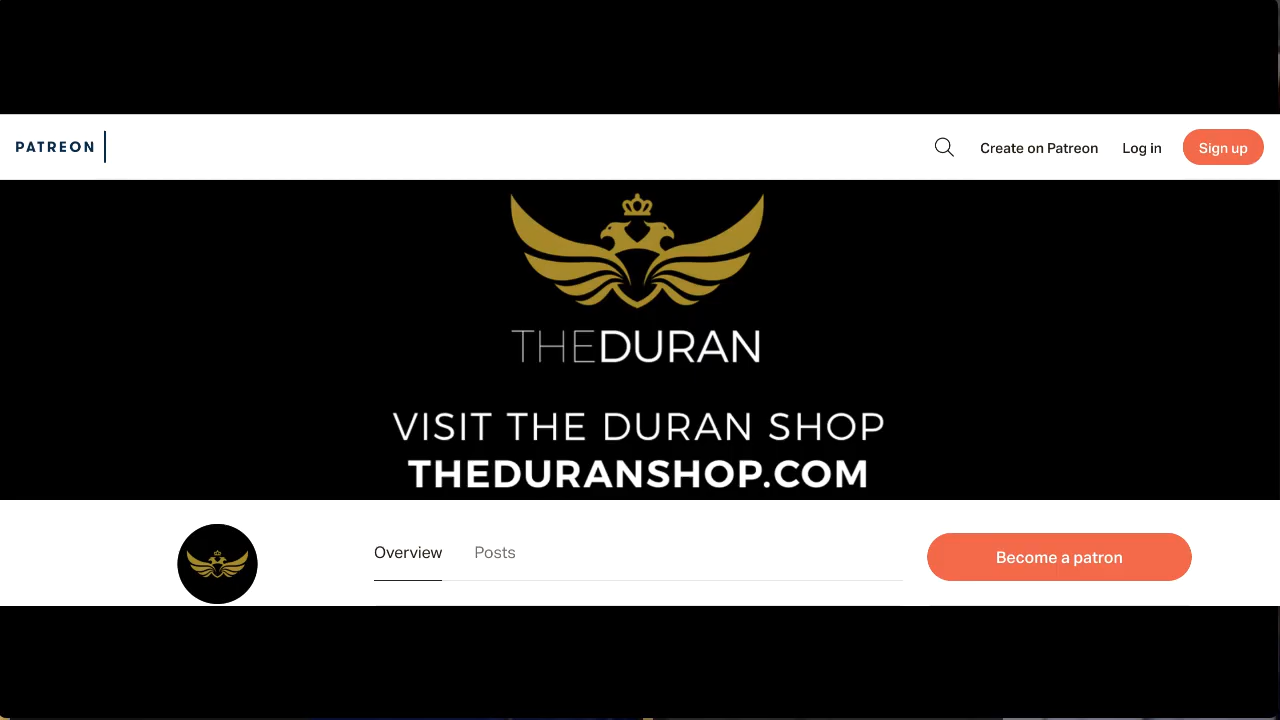 PATREON
Create on Patreon
Log in
Sign up
THEDURAN
VISIT THE DURAN SHOP
THEDURANSHOP.COM
Overview
Posts
Become a patron